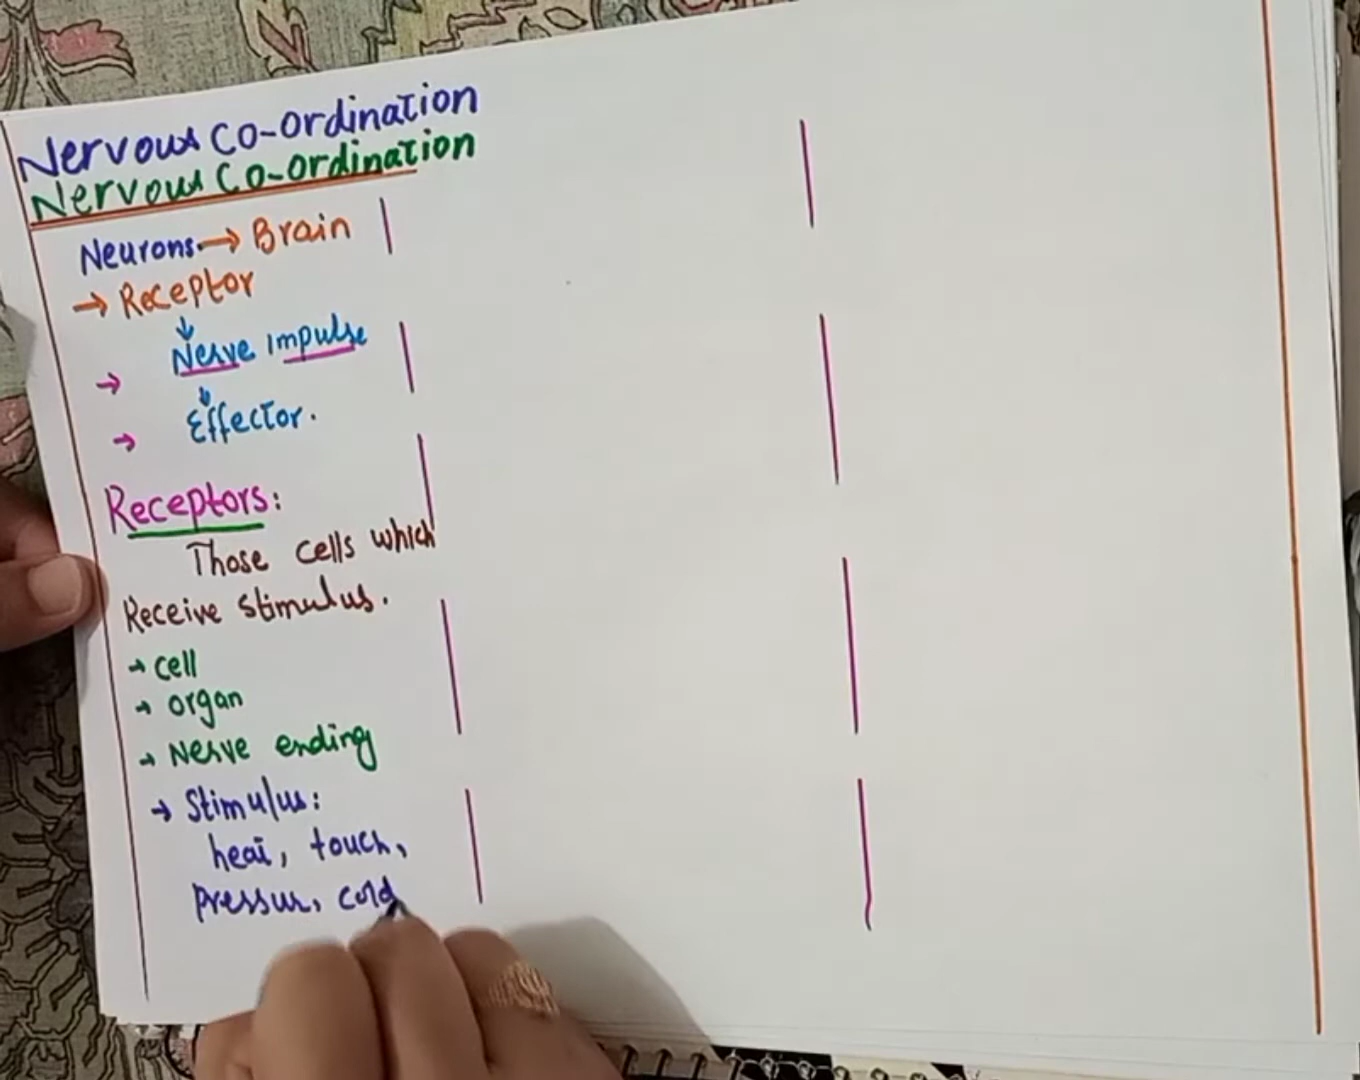 Nervous Co-ordination
Nervous Co-ordination
Neurons → Brain
→ Receptor
↓
→ Nerve impulse
↓
→ Effector.
Receptors:
Those cells which
Receive stimulus.
→ cell
→ organ
→ Nerve ending
→ Stimulus:
heat, touch,
pressur, cold